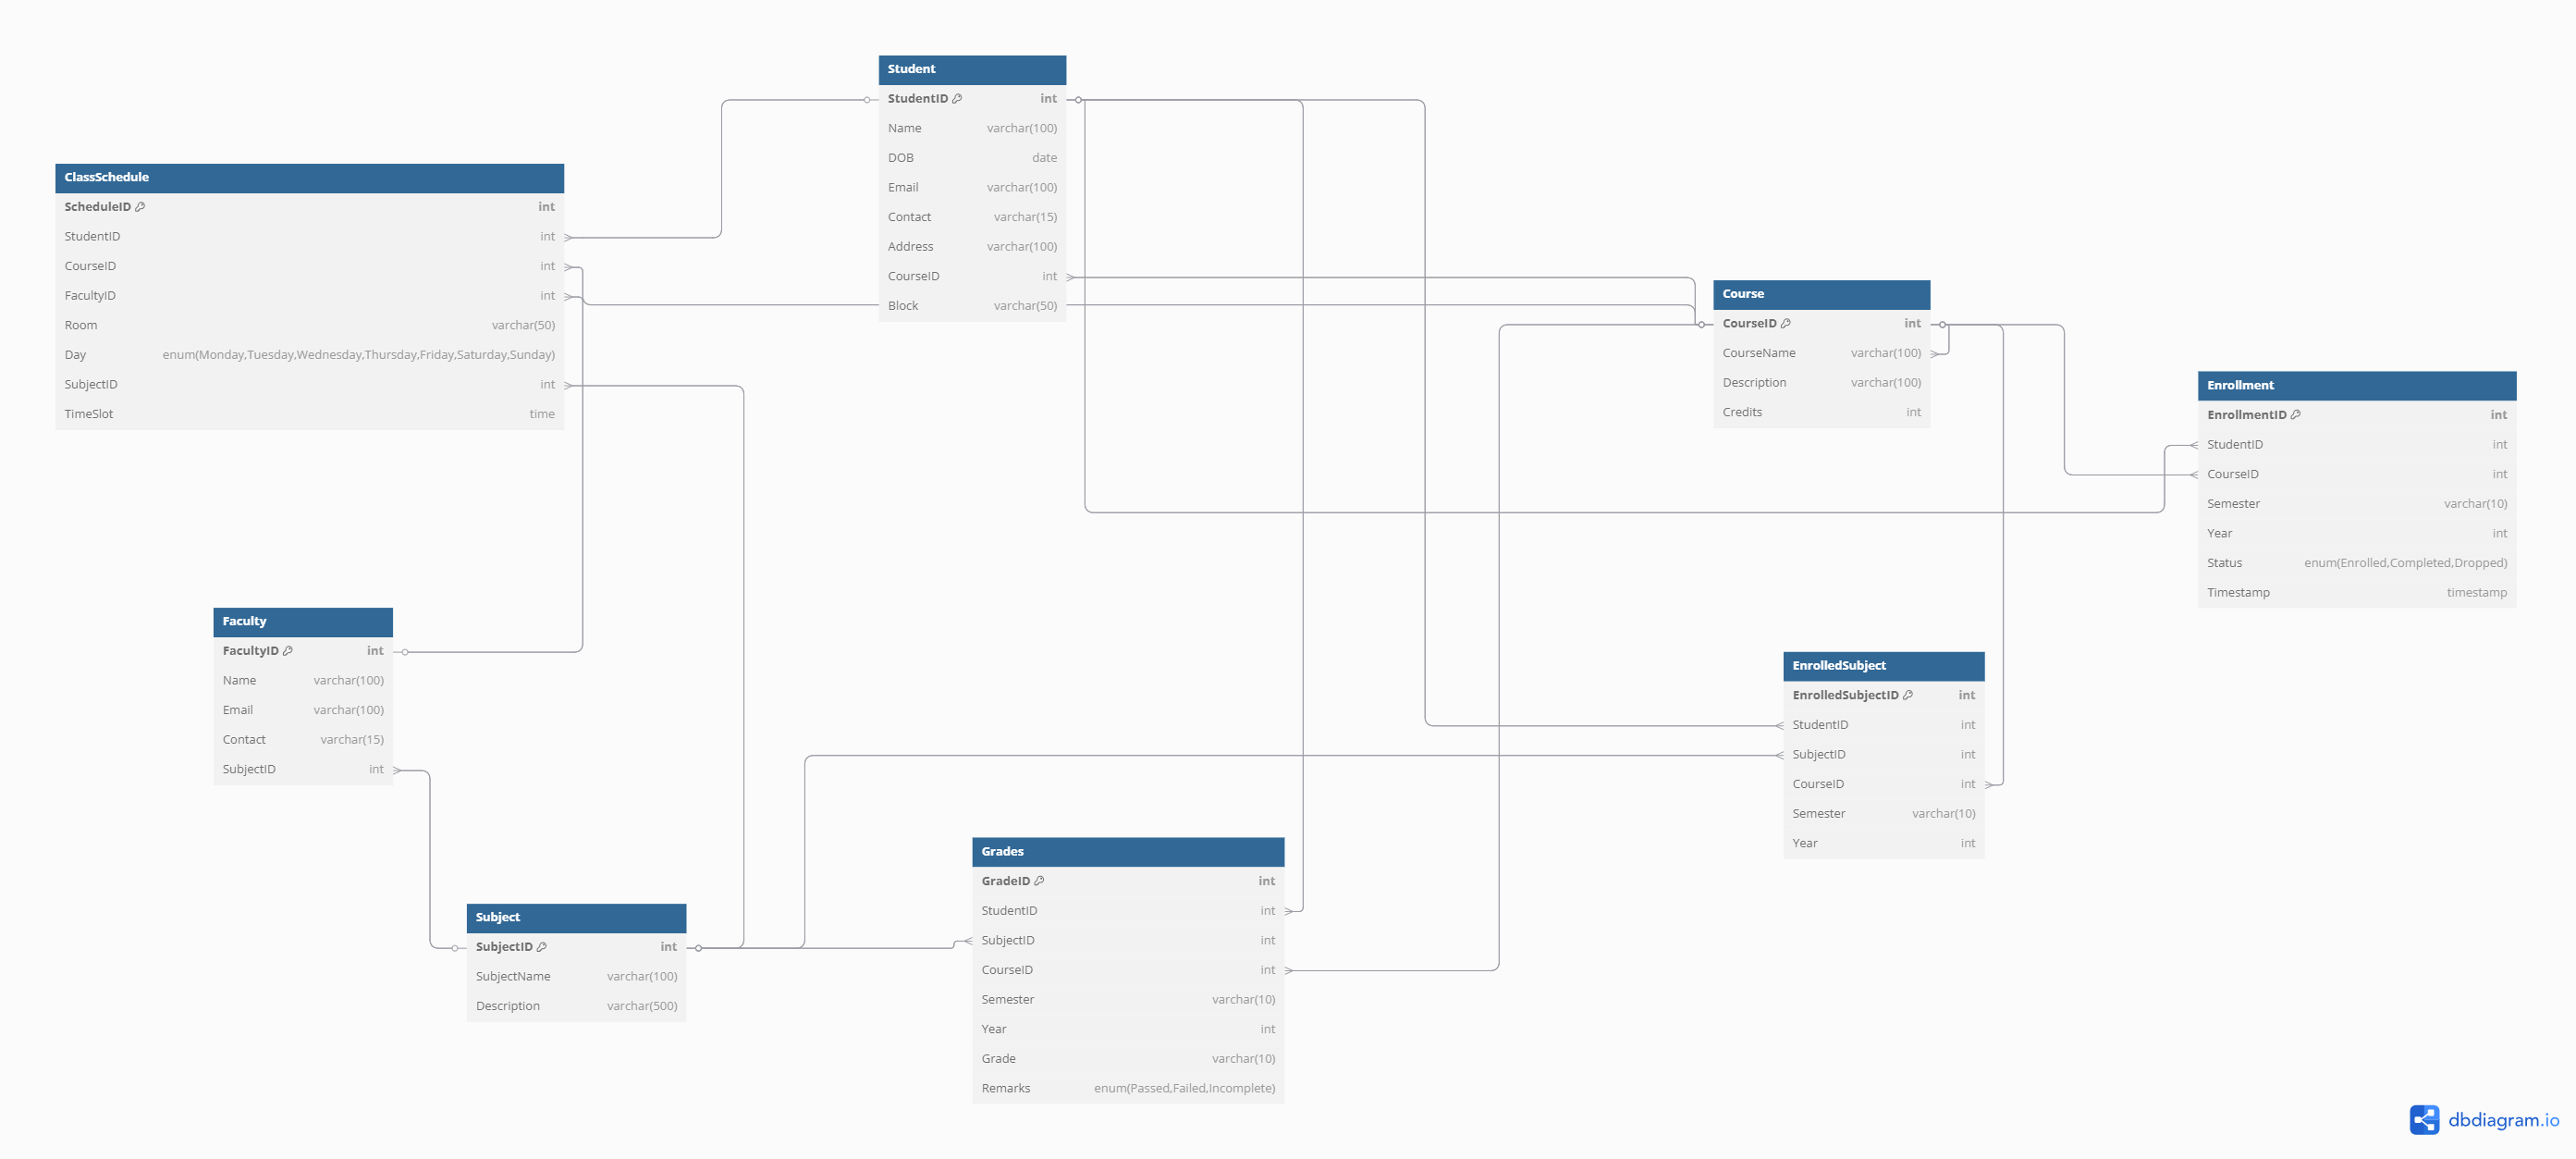 Student
StudentID int
Name varchar(100)
DOB date
Email varchar(100)
Contact varchar(15)
Address varchar(100)
CourseID int
Block varchar(50)
ClassSchedule
ScheduleID int
StudentID int
CourseID int
FacultyID int
Room varchar(50)
Day enum(Monday,Tuesday,Wednesday,Thursday,Friday,Saturday,Sunday)
SubjectID int
TimeSlot time
Course
CourseID int
CourseName varchar(100)
Description varchar(100)
Credits int
Enrollment
EnrollmentID int
StudentID int
CourseID int
Semester varchar(10)
Year int
Status enum(Enrolled,Completed,Dropped)
Timestamp timestamp
Faculty
FacultyID int
Name varchar(100)
Email varchar(100)
Contact varchar(15)
SubjectID int
EnrolledSubject
EnrolledSubjectID int
StudentID int
SubjectID int
CourseID int
Semester varchar(10)
Year int
Grades
GradeID int
StudentID int
SubjectID int
CourseID int
Semester varchar(10)
Year int
Grade varchar(10)
Remarks enum(Passed,Failed,Incomplete)
Subject
SubjectID int
SubjectName varchar(100)
Description varchar(500)
dbdiagram.io